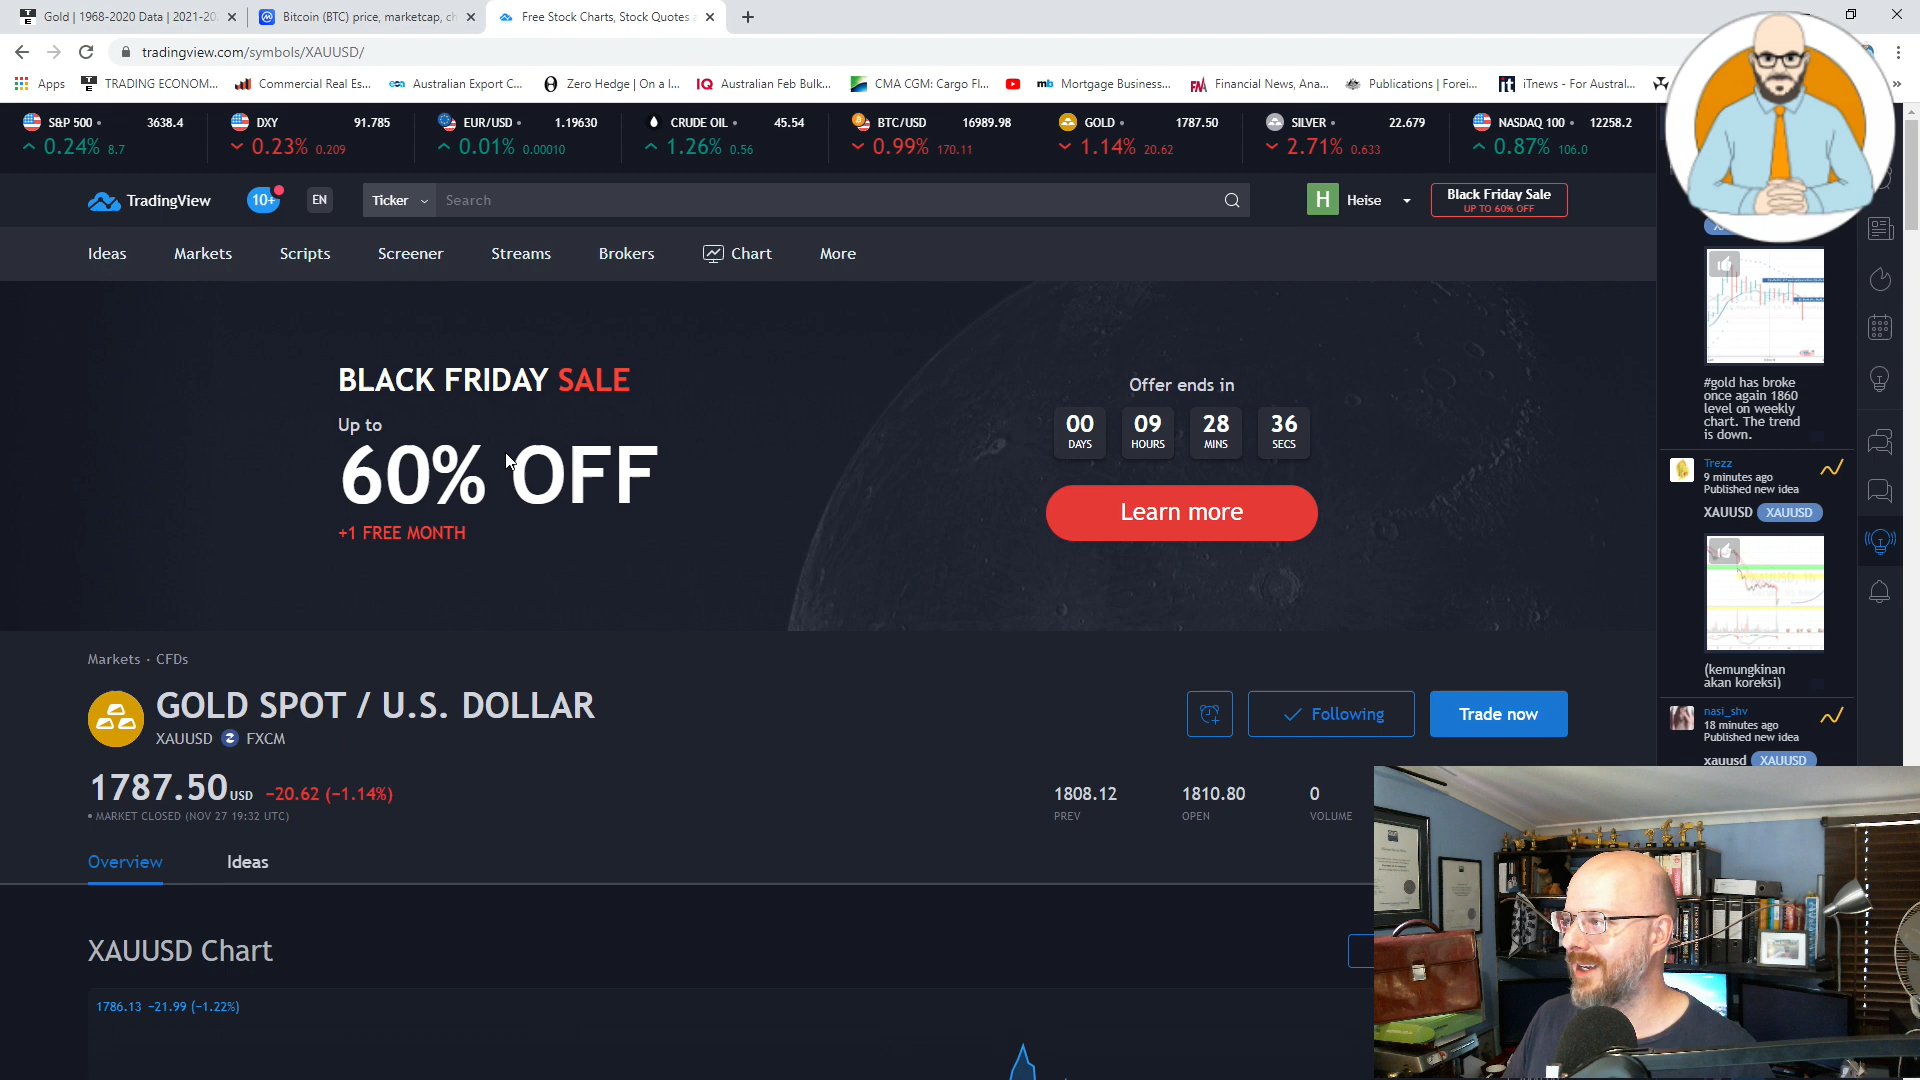 Gold | 1968-2020 Data | 2021-20
Bitcoin (BTC) price, marketcap, ch
Free Stock Charts, Stock Quotes a
tradingview.com/symbols/XAUUSD/
Apps
TRADING ECONOM...
Commercial Real Es...
Australian Export C...
Zero Hedge | On a l...
IQ
Australian Feb Bulk...
CMA CGM: Cargo Fl...
mb
Mortgage Business...
FM
Financial News, Ana...
Publications | Forei...
it
iTnews - For Austral...
S&P 500 3638.4
0.24% 8.7
DXY 91.785
0.23% 0.209
EUR/USD 1.19630
0.01% 0.00010
CRUDE OIL 45.54
1.26% 0.56
BTC/USD 16989.98
0.99% 170.11
GOLD 1787.50
1.14% 20.62
SILVER 22.679
2.71% 0.633
NASDAQ 100 12258.2
0.87% 106.0
TradingView
10+
EN
Ticker
Search
H
Heise
Black Friday Sale
UP TO 60% OFF
Ideas
Markets
Scripts
Screener
Streams
Brokers
Chart
More
BLACK FRIDAY SALE
Up to
60% OFF
+1 FREE MONTH
Offer ends in
00 09 28 36
DAYS HOURS MINS SECS
Learn more
#gold has broke
once again 1860
level on weekly
chart. The trend
is down.
Trezz
9 minutes ago
Published new idea
XAUUSD XAUUSD
(kemungkinan
akan koreksi)
nasi_shv
18 minutes ago
Published new idea
xauusd XAUUSD
Markets · CFDs
GOLD SPOT / U.S. DOLLAR
XAUUSD FXCM
Following
Trade now
1787.50 USD −20.62 (−1.14%)
MARKET CLOSED (NOV 27 19:32 UTC)
1808.12 1810.80 0
PREV OPEN VOLUME
Overview
Ideas
XAUUSD Chart
1786.13 −21.99 (−1.22%)